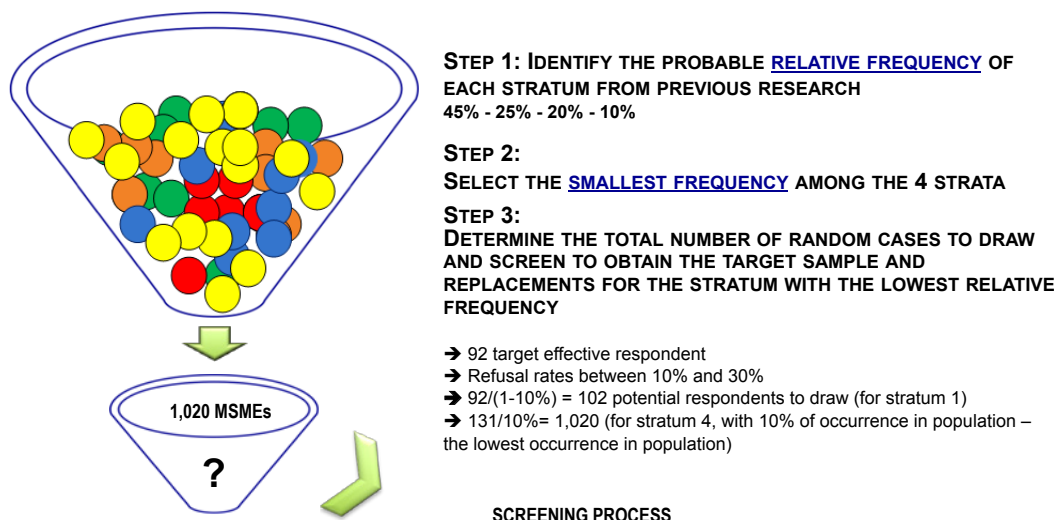 STEP 1: IDENTIFY THE PROBABLE RELATIVE FREQUENCY OF
EACH STRATUM FROM PREVIOUS RESEARCH
45% - 25% - 20% - 10%
STEP 2:
SELECT THE SMALLEST FREQUENCY AMONG THE 4 STRATA
STEP 3:
DETERMINE THE TOTAL NUMBER OF RANDOM CASES TO DRAW
AND SCREEN TO OBTAIN THE TARGET SAMPLE AND
REPLACEMENTS FOR THE STRATUM WITH THE LOWEST RELATIVE
FREQUENCY
➔ 92 target effective respondent
➔ Refusal rates between 10% and 30%
➔ 92/(1-10%) = 102 potential respondents to draw (for stratum 1)
➔ 131/10%= 1,020 (for stratum 4, with 10% of occurrence in population –
the lowest occurrence in population)
1,020 MSMEs
?
SCREENING PROCESS